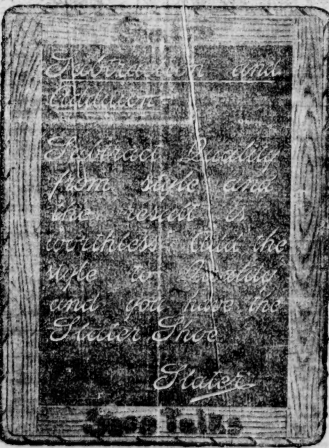 Subtraction and
Addition—
Subtract Quality
from style and
the result is
worthless. Add the
style to Quality
and you have the
Slater Shoe
Slater.
Shoe Talks